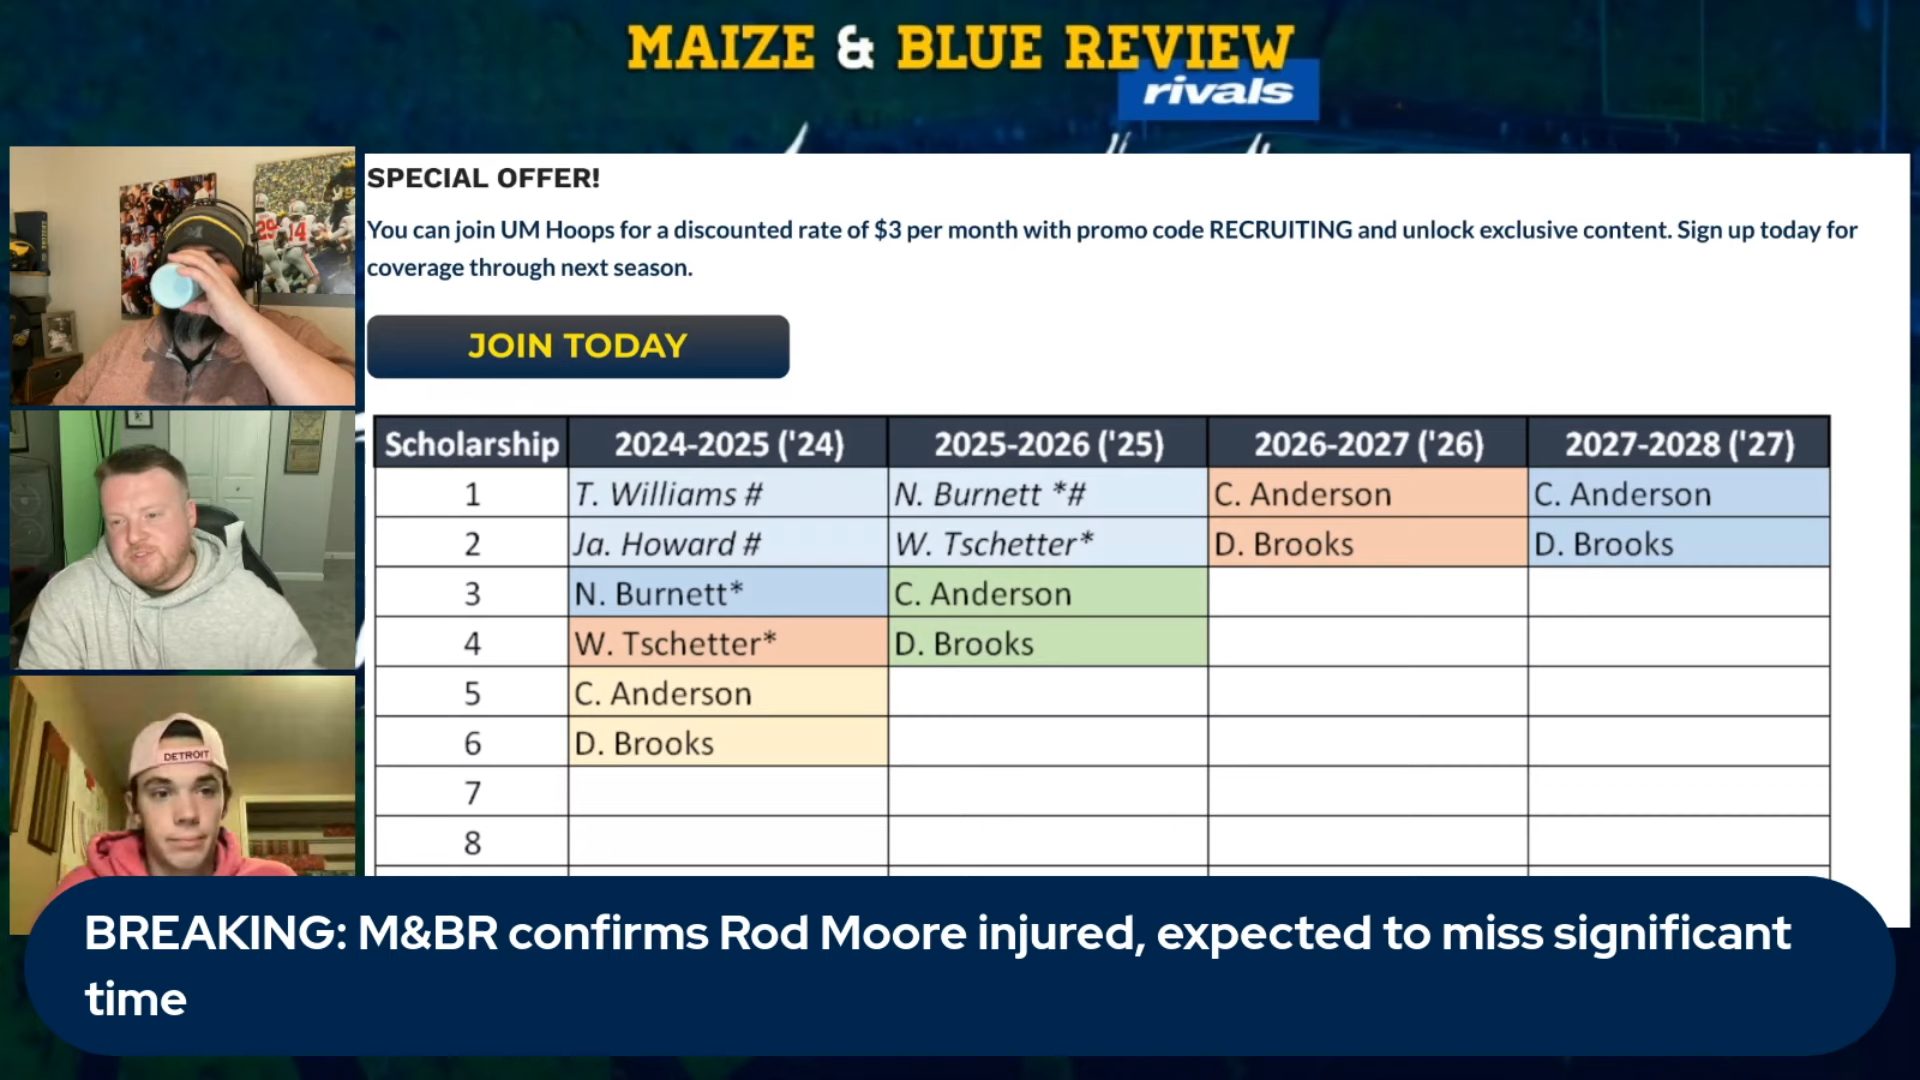 MAIZE & BLUE REVIEW
rivals
SPECIAL OFFER!
You can join UM Hoops for a discounted rate of $3 per month with promo code RECRUITING and unlock exclusive content. Sign up today for
coverage through next season.
JOIN TODAY
Scholarship 2024-2025 ('24) 2025-2026 ('25) 2026-2027 ('26) 2027-2028 ('27)
1 T. Williams # N. Burnett *# C. Anderson C. Anderson
2 Ja. Howard # W. Tschetter* D. Brooks D. Brooks
3 N. Burnett* C. Anderson
4 W. Tschetter* D. Brooks
5 C. Anderson
6 D. Brooks
7
8
29 14
DETROIT
BREAKING: M&BR confirms Rod Moore injured, expected to miss significant
time